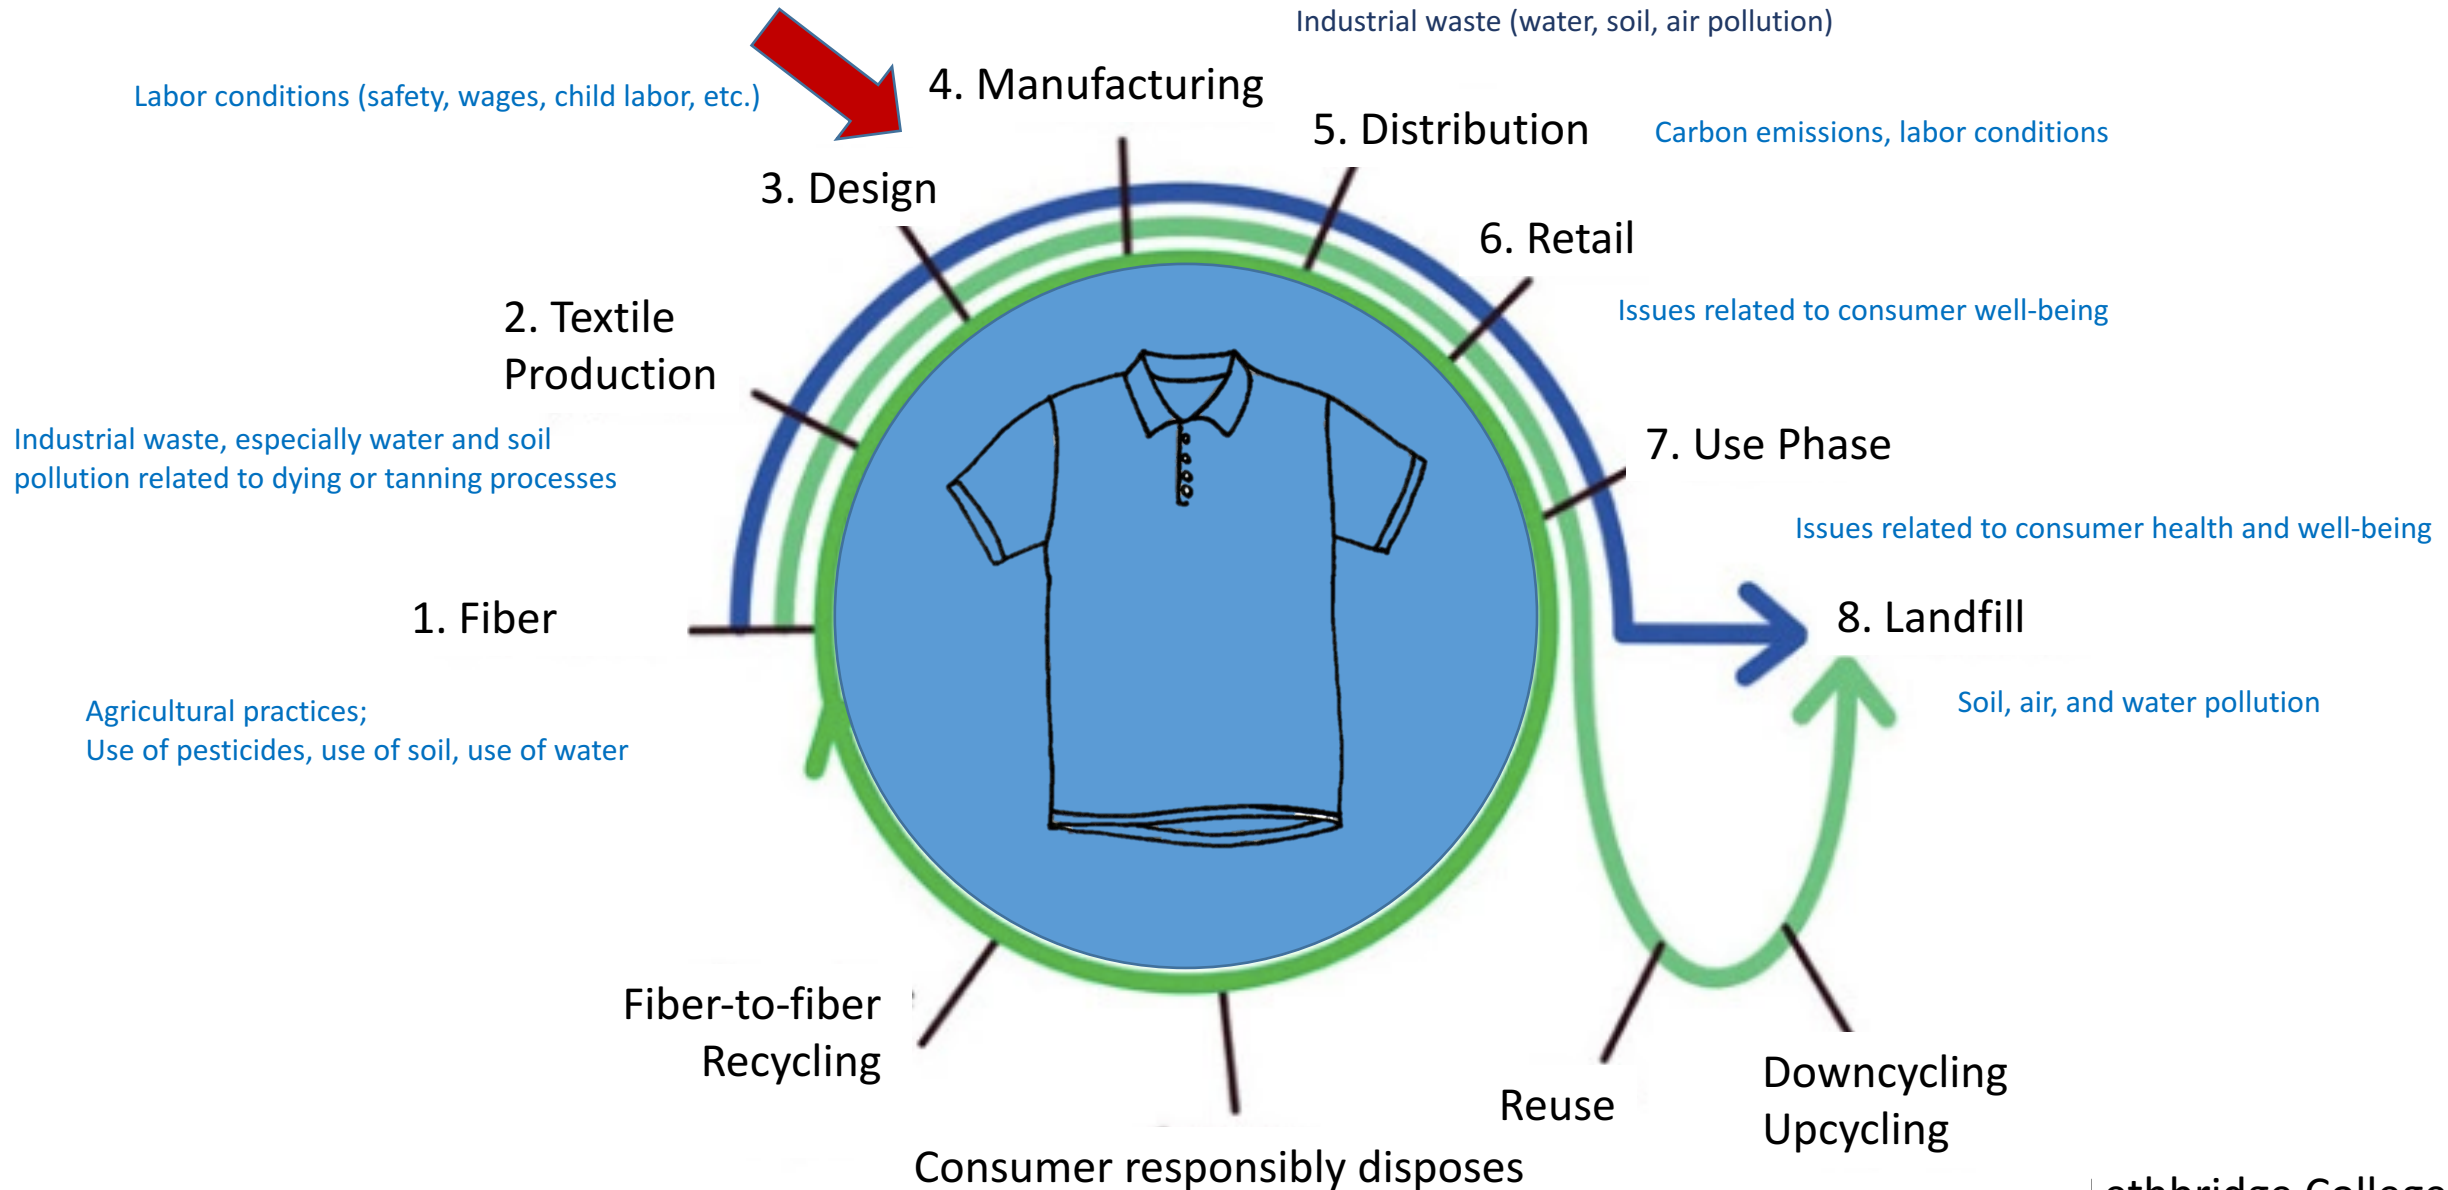 Industrial waste (water, soil, air pollution)
Labor conditions (safety, wages, child labor, etc.)
4. Manufacturing
5. Distribution
Carbon emissions, labor conditions
3. Design
6. Retail
Issues related to consumer well-being
2. Textile
Production
Industrial waste, especially water and soil
pollution related to dying or tanning processes
7. Use Phase
Issues related to consumer health and well-being
1. Fiber
8. Landfill
Agricultural practices;
Use of pesticides, use of soil, use of water
Soil, air, and water pollution
Fiber-to-fiber
Recycling
Reuse
Downcycling
Upcycling
Consumer responsibly disposes
College